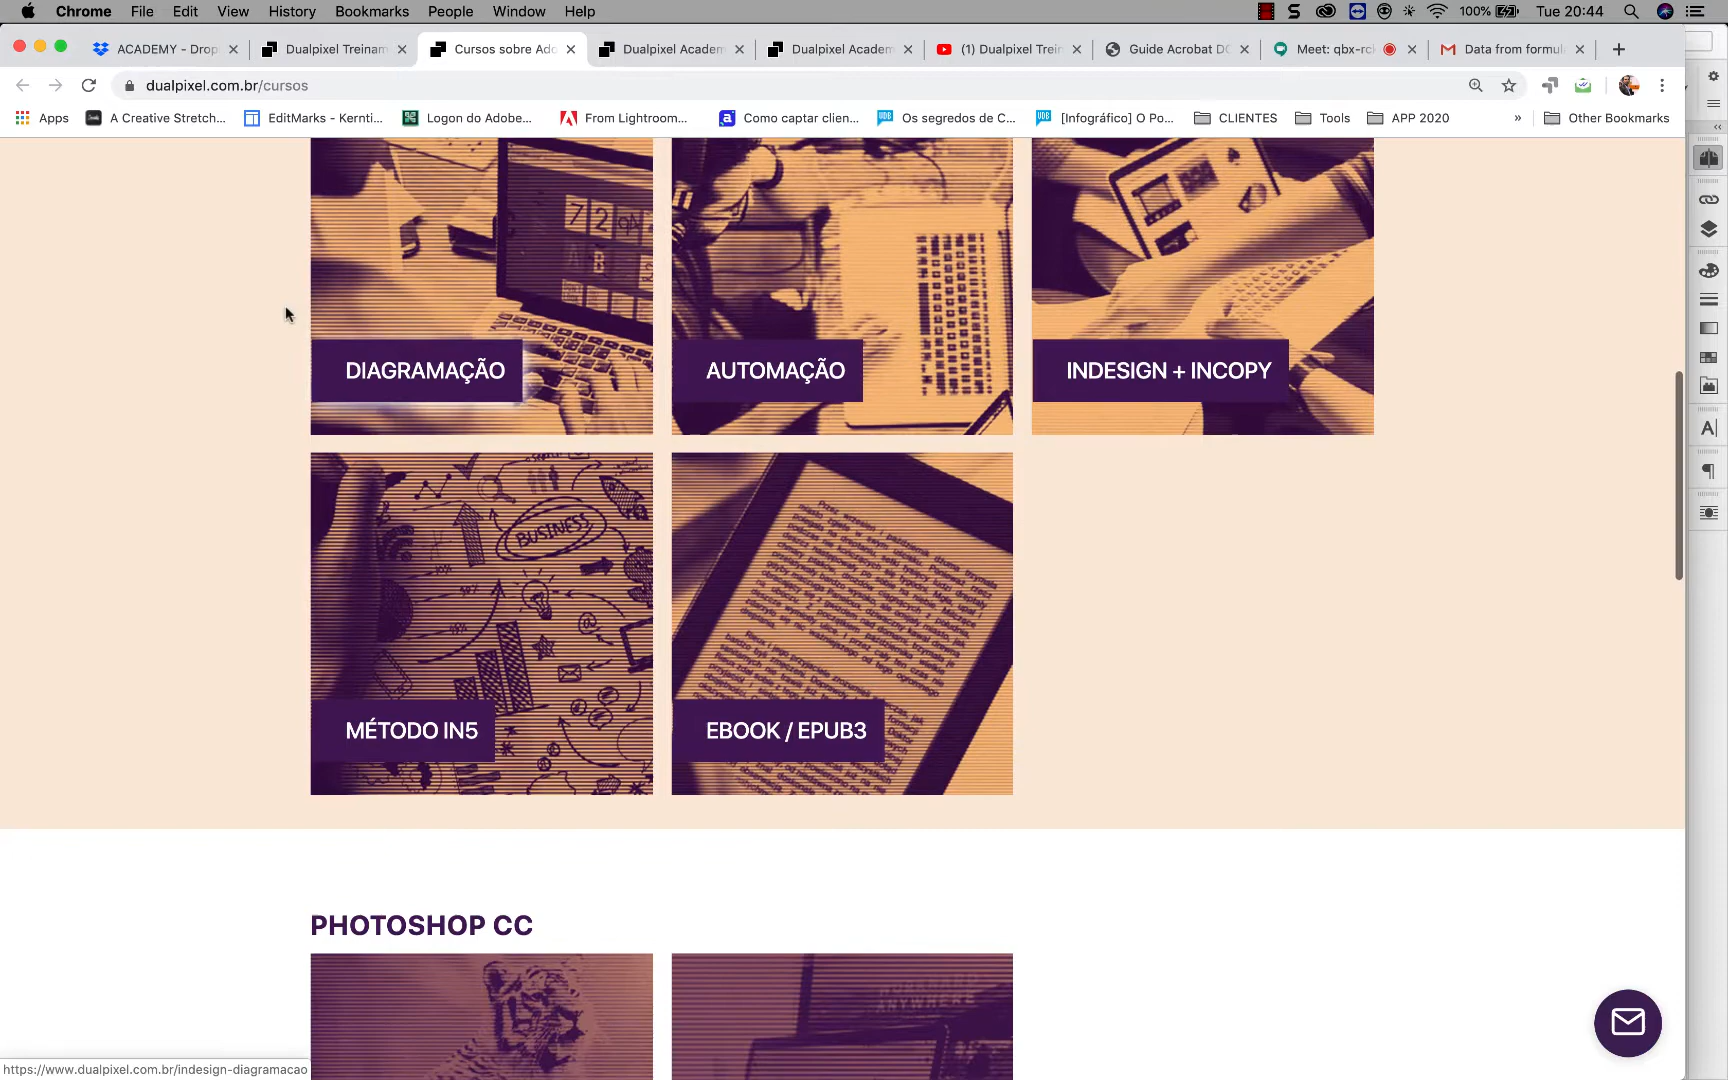 Chrome File Edit View History Bookmarks People Window Help 100% Tue 20:44
ACADEMY - Drop Dualpixel Treinam Cursos sobre Ado Dualpixel Academ Dualpixel Academ (1) Dualpixel Trein Guide Acrobat DC Meet: qbx-rck Data from formul
dualpixel.com.br/cursos
Apps A Creative Stretch... EditMarks - Kernti... Logon do Adobe... From Lightroom... Como captar clien... Os segredos de C... [Infográfico] O Po... CLIENTES Tools APP 2020 » Other Bookmarks
DIAGRAMAÇÃO
AUTOMAÇÃO
INDESIGN + INCOPY
BUSINESS
MÉTODO IN5
EBOOK / EPUB3
PHOTOSHOP CC
ANYWHERE
https://www.dualpixel.com.br/indesign-diagramacao